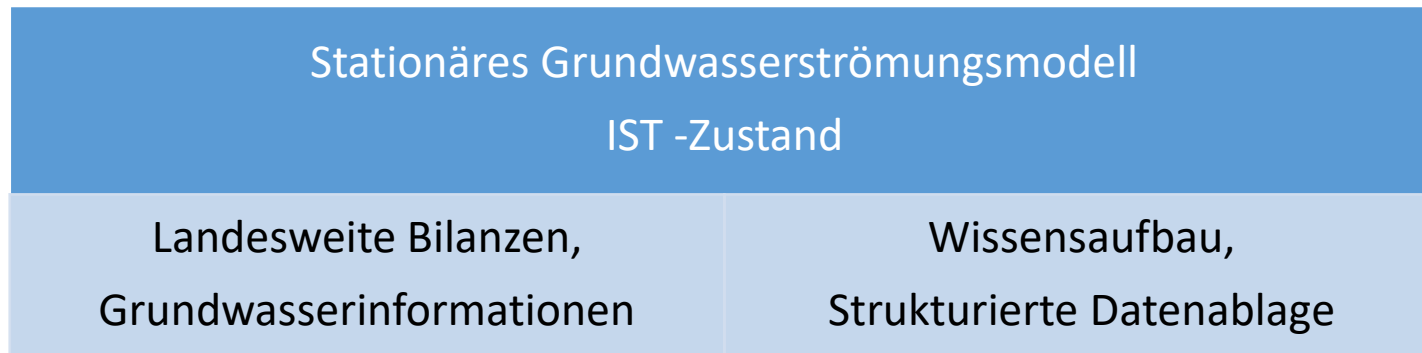 Stationäres Grundwasserströmungsmodell
IST -Zustand
Landesweite Bilanzen,
Grundwasserinformationen
Wissensaufbau,
Strukturierte Datenablage